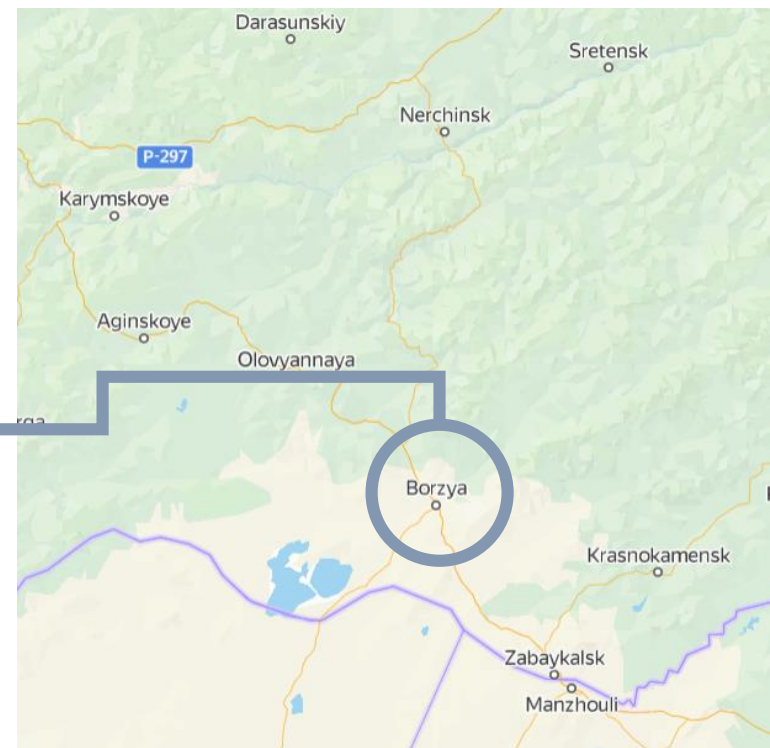 Darasunskiy
Sretensk
Nerchinsk
P-297
Karymskoye
Aginskoye
Olovyannaya
Borzya
Krasnokamensk
Zabaykalsk
Manzhouli